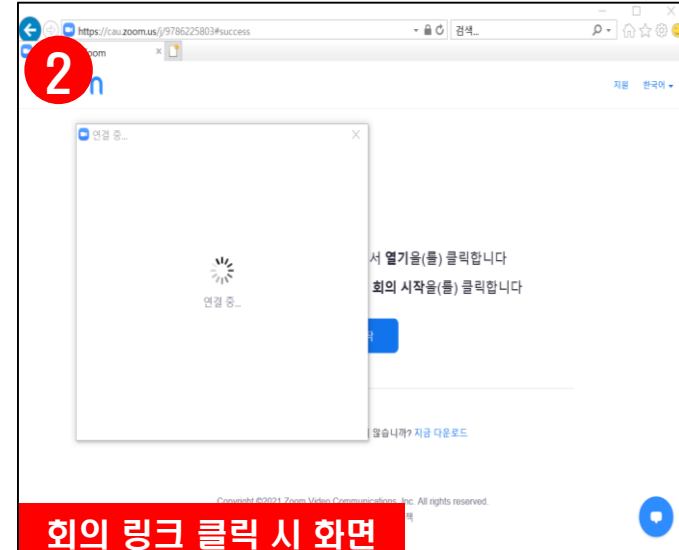 https://cau.zoom.us/j/9786225803#success
검색...
2
지원 한국어
연결 중...
연결 중...
서 열기을(를) 클릭합니다
회의 시작을(를) 클릭합니다
않습니까? 지금 다운로드
Copyright ©2021 Zoom Video Communications, Inc. All rights reserved.
회의 링크 클릭 시 화면